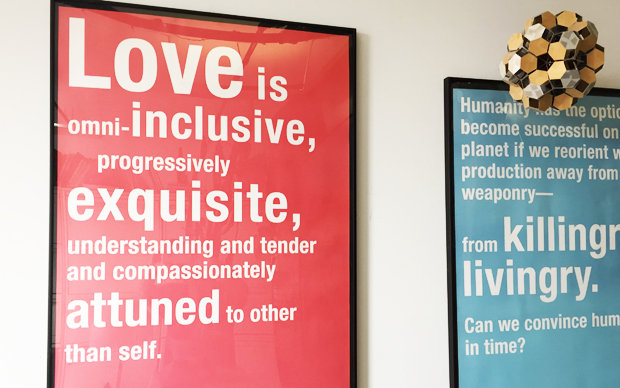 Love is
omni-inclusive,
progressively
exquisite,
understanding and tender
and compassionately
attuned to other
than self.
Humanity has the optio
become successful on
planet if we reorient w
production away from
weaponry—
from killingr
livingry.
Can we convince hum
in time?